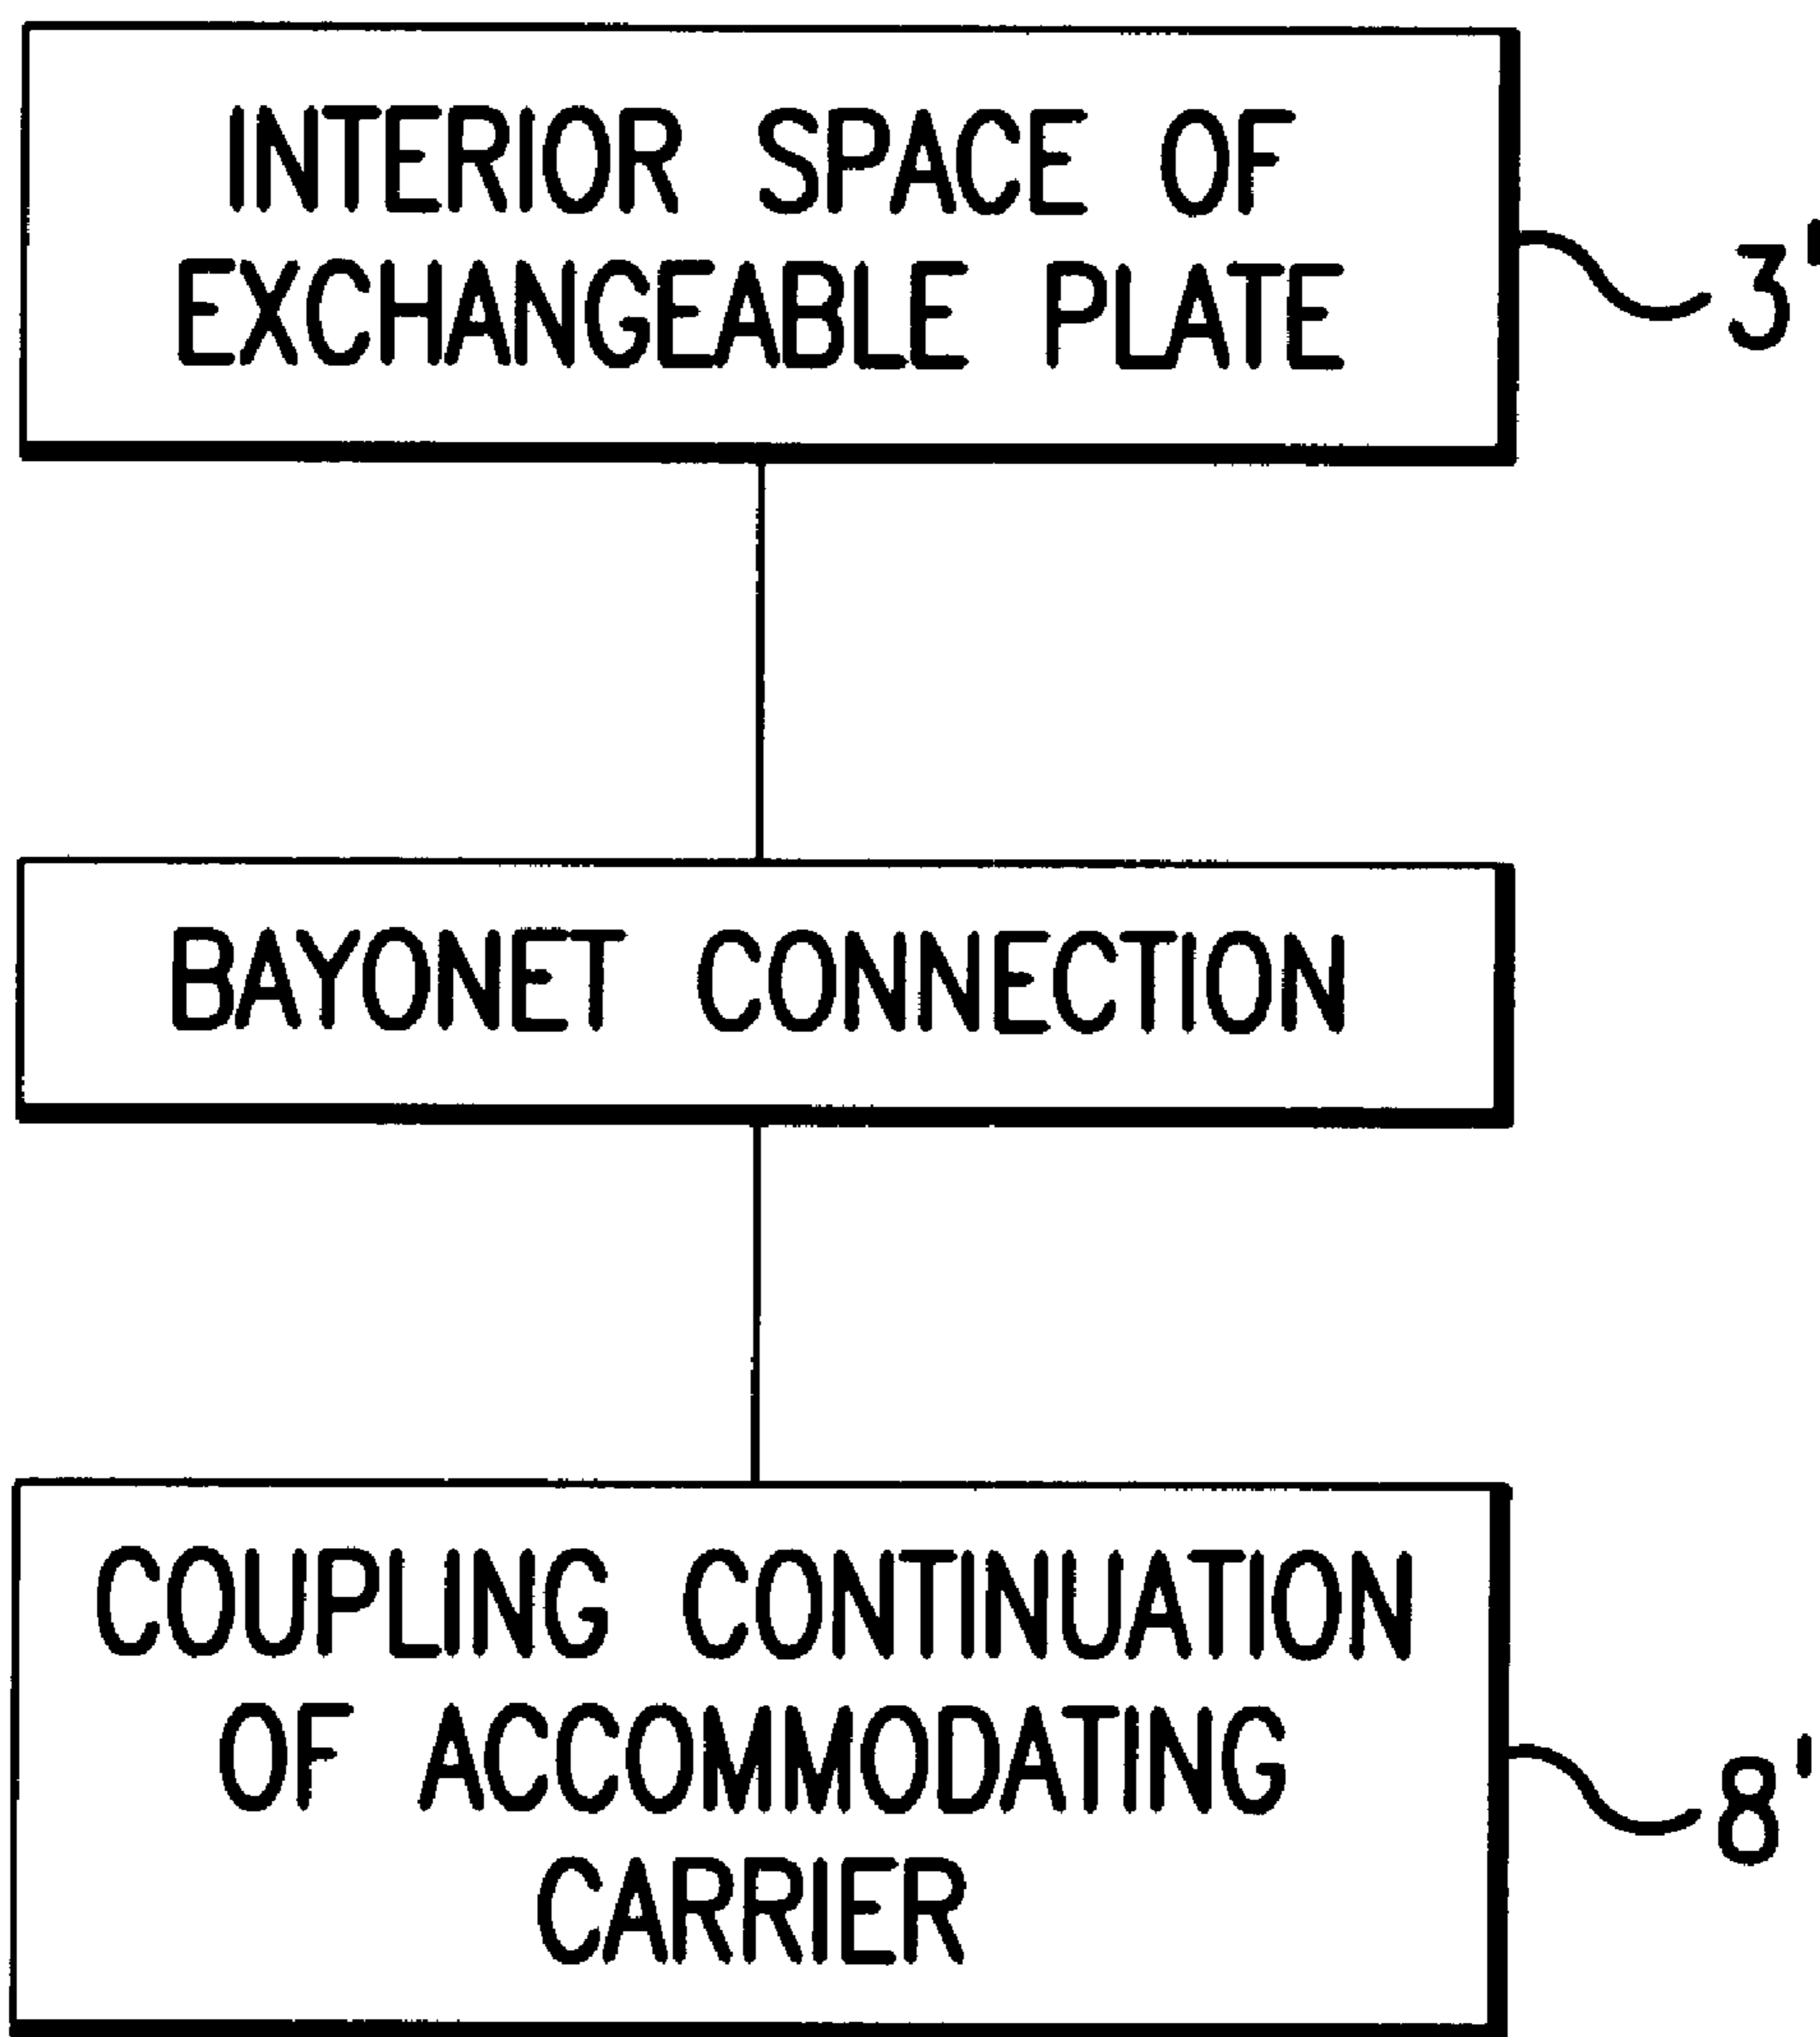 INTERIOR SPACE OF
EXCHANGEABLE PLATE
3'
BAYONET CONNECTION
COUPLING CONTINUATION
OF ACCOMMODATING
CARRIER
8'